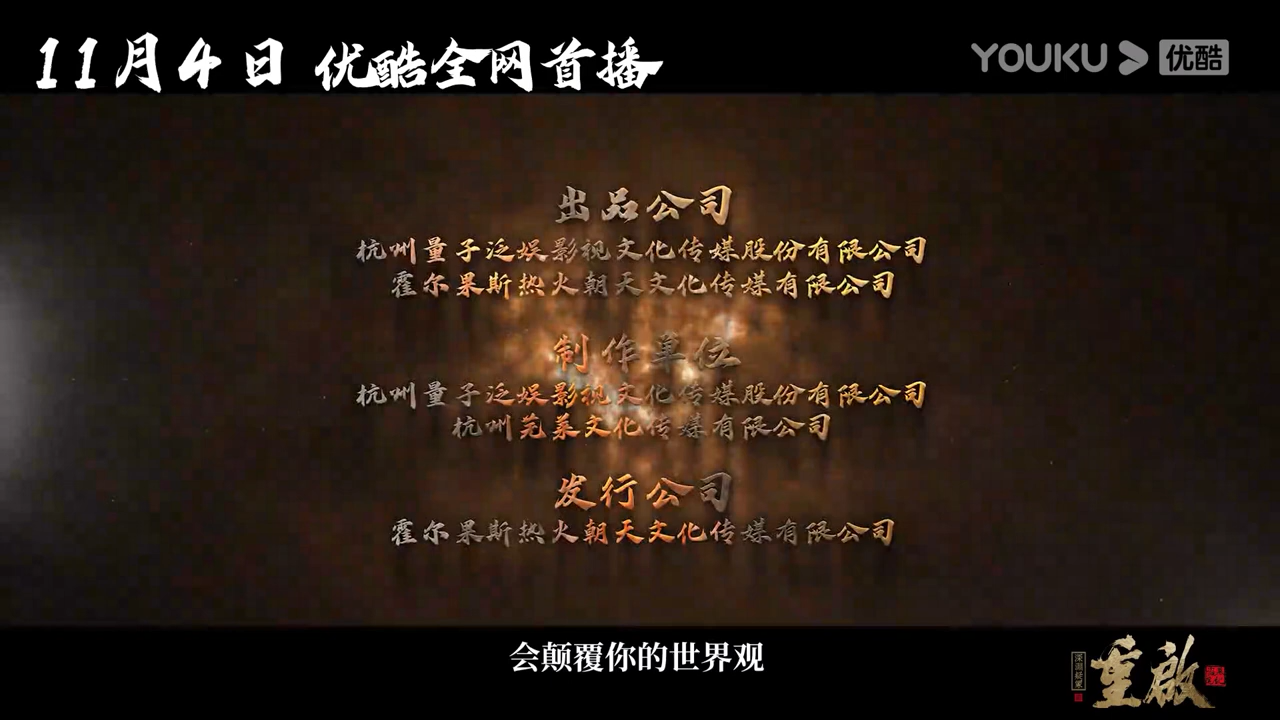 11月4日 优酷全网首播
YOUKU 优酷
出品公司
杭州量子泛娱影视文化传媒股份有限公司
霍尔果斯热火朝天文化传媒有限公司
制作单位
杭州量子泛娱影视文化传媒股份有限公司
杭州芜莱文化传媒有限公司
发行公司
霍尔果斯热火朝天文化传媒有限公司
会颠覆你的世界观
重啟